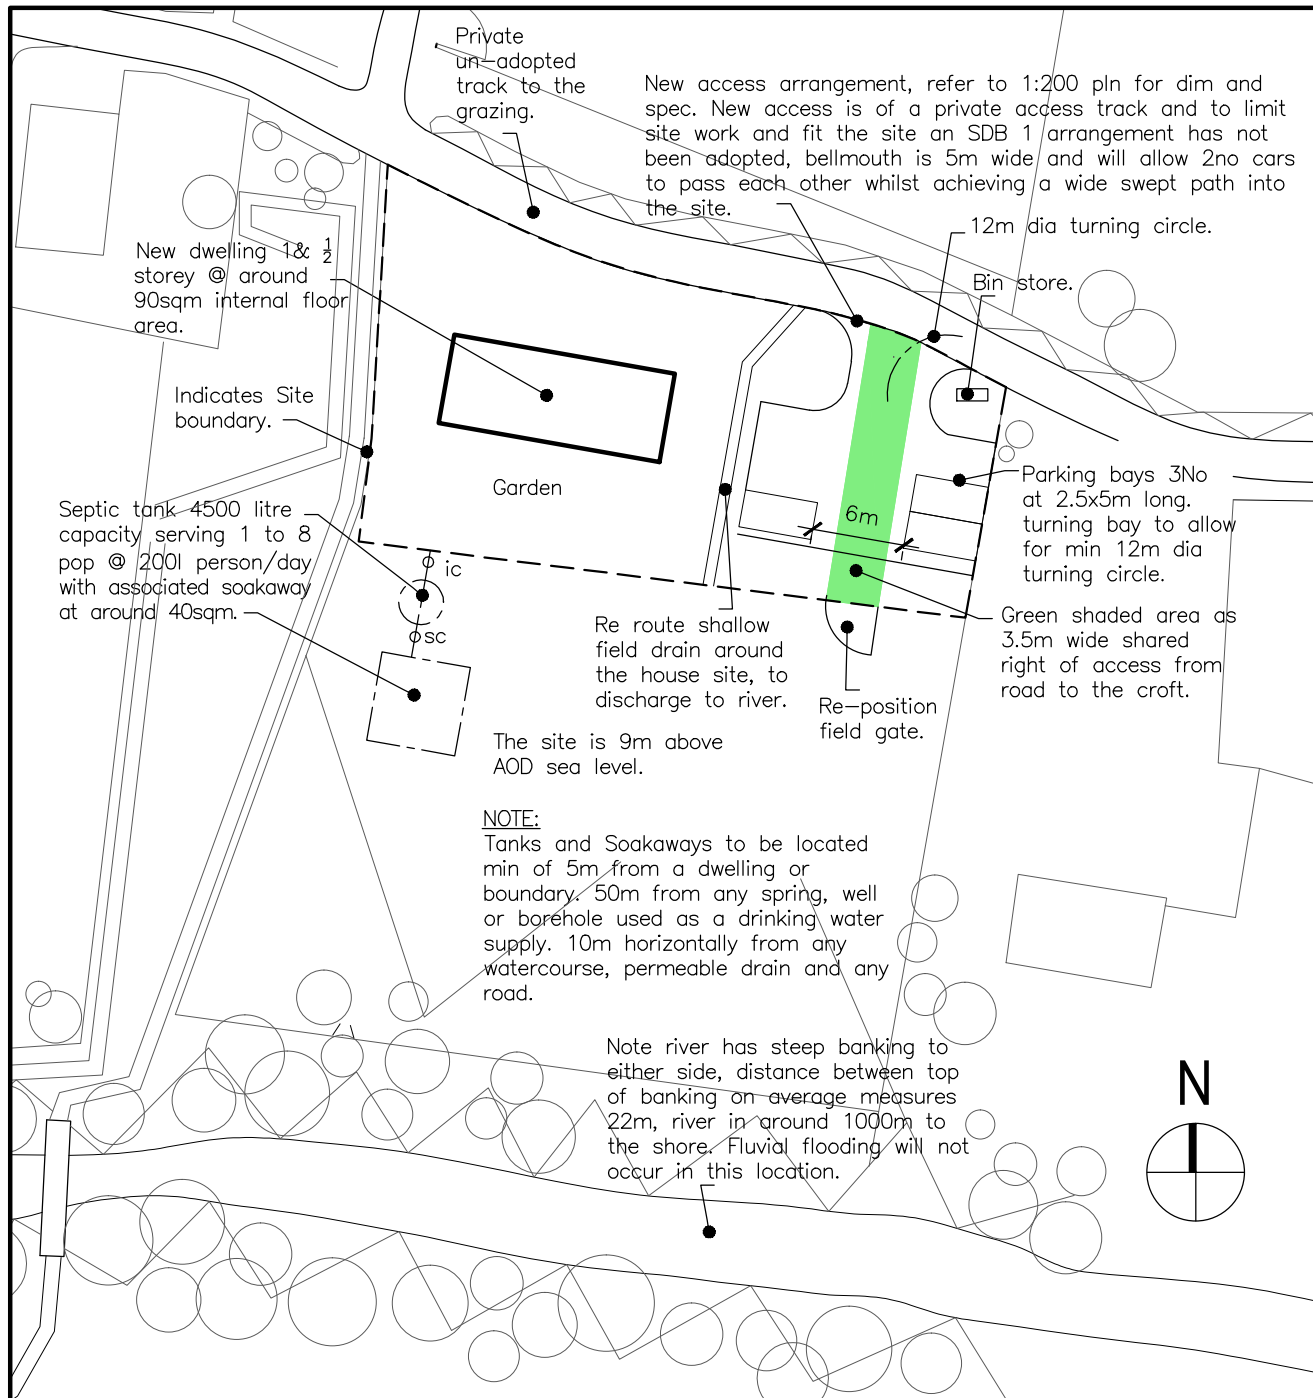 Private
un-adopted
track to the
grazing.
New access arrangement, refer to 1:200 pln for dim and
spec. New access is of a private access track and to limit
site work and fit the site an SDB 1 arrangement has not
been adopted, bellmouth is 5m wide and will allow 2no cars
to pass each other whilst achieving a wide swept path into
the site.
12m dia turning circle.
Bin store.
New dwelling 1& ½
storey @ around
90sqm internal floor
area.
Indicates Site
boundary.
Garden
Septic tank 4500 litre
capacity serving 1 to 8
pop @ 200l person/day
with associated soakaway
at around 40sqm.
ic
sc
6m
Parking bays 3No
at 2.5x5m long.
turning bay to allow
for min 12m dia
turning circle.
Green shaded area as
3.5m wide shared
right of access from
road to the croft.
Re route shallow
field drain around
the house site, to
discharge to river.
Re-position
field gate.
The site is 9m above
AOD sea level.
NOTE:
Tanks and Soakaways to be located
min of 5m from a dwelling or
boundary. 50m from any spring, well
or borehole used as a drinking water
supply. 10m horizontally from any
watercourse, permeable drain and any
road.
Note river has steep banking to
either side, distance between top
of banking on average measures
22m, river in around 1000m to
the shore. Fluvial flooding will not
occur in this location.
N